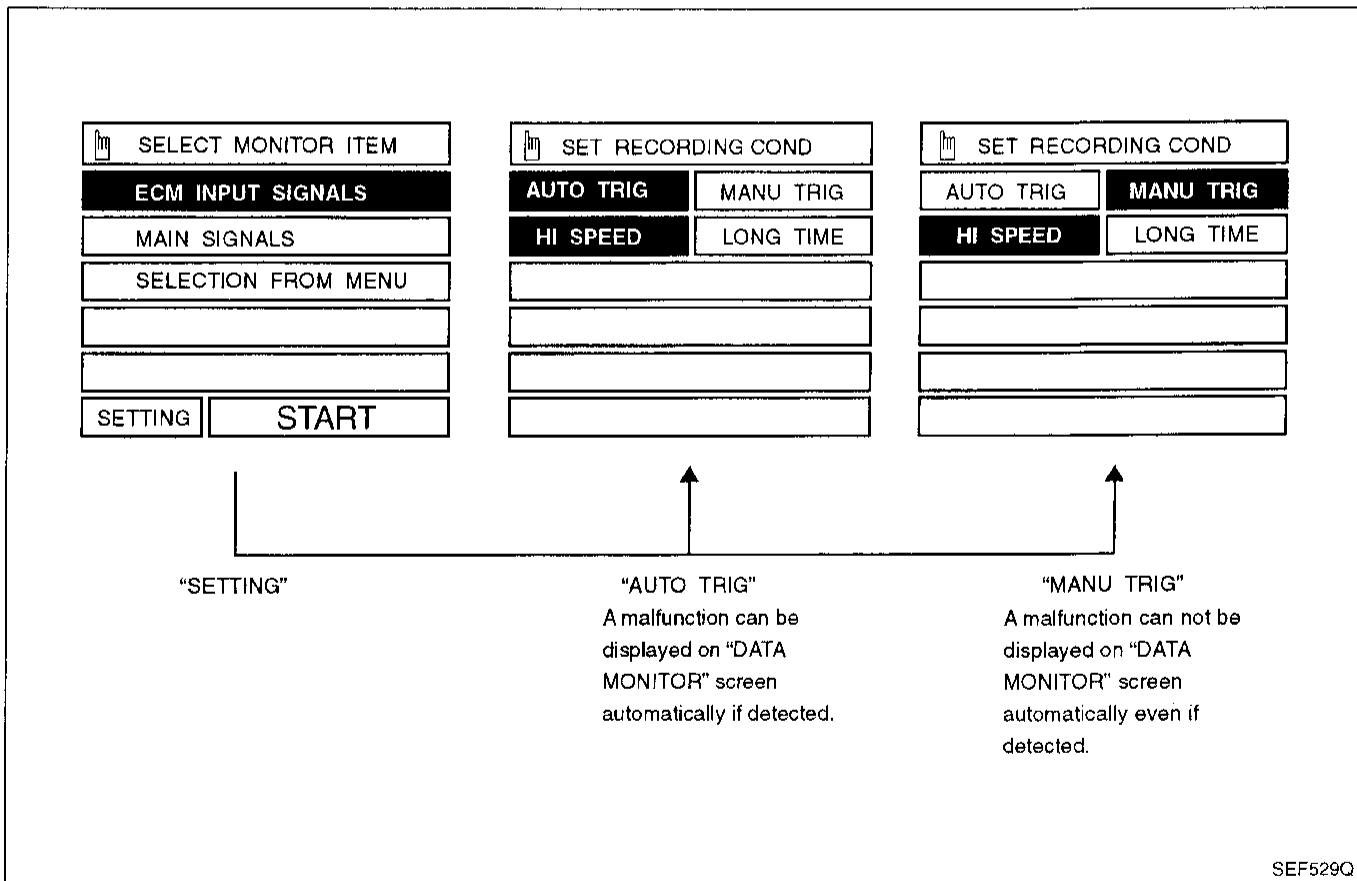 SELECT MONITOR ITEM
ECM INPUT SIGNALS
MAIN SIGNALS
SELECTION FROM MENU
SETTING START
SET RECORDING COND
AUTO TRIG MANU TRIG
HI SPEED LONG TIME
SET RECORDING COND
AUTO TRIG MANU TRIG
HI SPEED LONG TIME
"SETTING"
"AUTO TRIG"
A malfunction can be
displayed on "DATA
MONITOR" screen
automatically if detected.
"MANU TRIG"
A malfunction can not be
displayed on "DATA
MONITOR" screen
automatically even if
detected.
SEF529Q